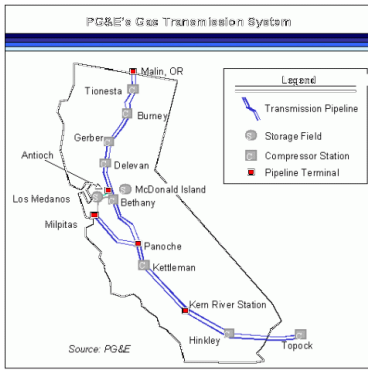 PG&E's Gas Transmission System
Malin, OR
Tionesta
Burney
Gerber
Delevan
Antioch
McDonald Island
Los Medanos
Bethany
Milpitas
Panoche
Kettleman
Kern River Station
Hinkley
Topock
Source: PG&E
Legend
Transmission Pipeline
Storage Field
Compressor Station
Pipeline Terminal